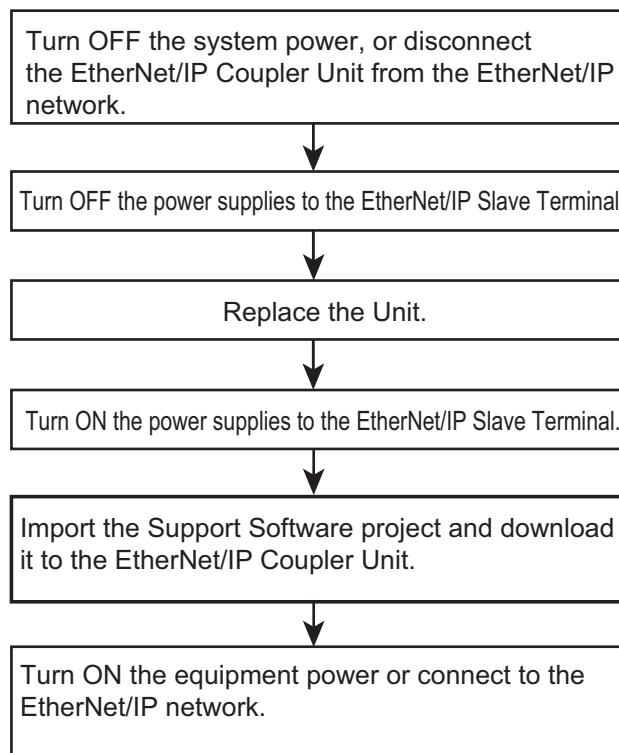 Turn OFF the system power, or disconnect
the EtherNet/IP Coupler Unit from the EtherNet/IP
network.
Turn OFF the power supplies to the EtherNet/IP Slave Terminal
Replace the Unit.
Turn ON the power supplies to the EtherNet/IP Slave Terminal.
Import the Support Software project and download
it to the EtherNet/IP Coupler Unit.
Turn ON the equipment power or connect to the
EtherNet/IP network.